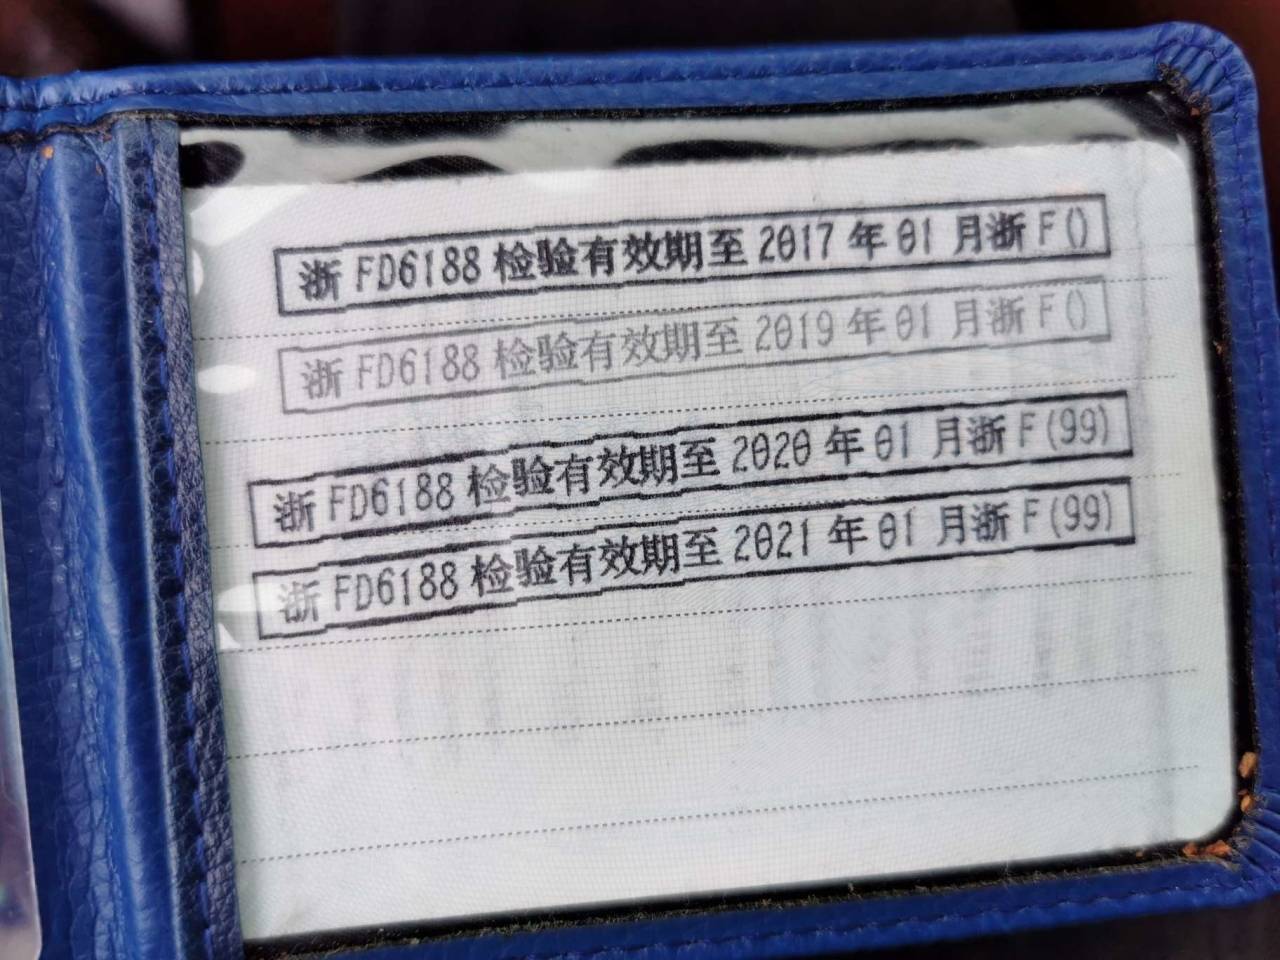 浙 FD6188 检验有效期至 2017 年 01 月浙 F()
浙 FD6188 检验有效期至 2019 年 01 月浙 F()
浙 FD6188 检验有效期至 2020 年 01 月浙 F(99)
浙 FD6188 检验有效期至 2021 年 01 月浙 F(99)